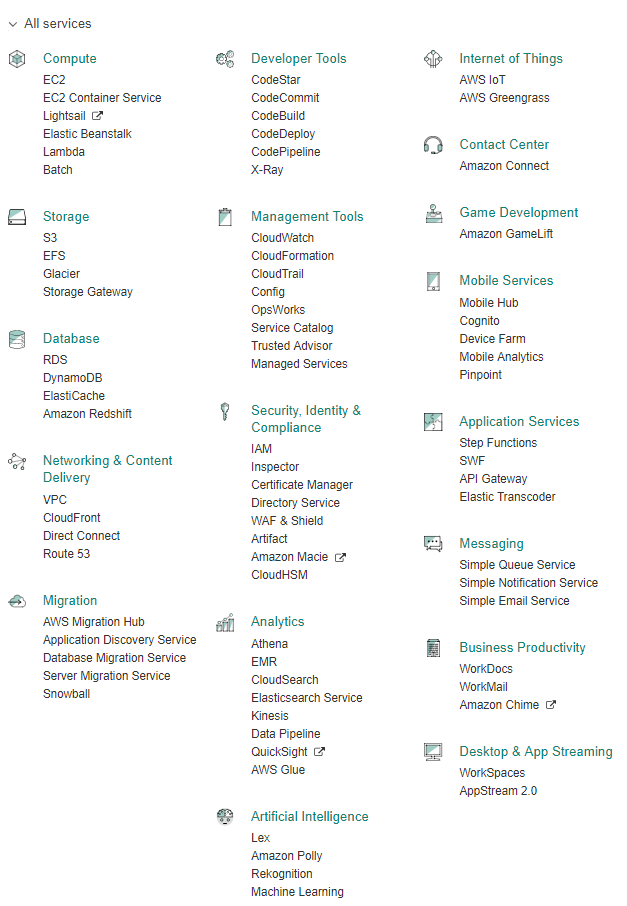 All services
Compute
EC2
EC2 Container Service
Lightsail
Elastic Beanstalk
Lambda
Batch
Storage
S3
EFS
Glacier
Storage Gateway
Database
RDS
DynamoDB
ElastiCache
Amazon Redshift
Networking & Content
Delivery
VPC
CloudFront
Direct Connect
Route 53
Migration
AWS Migration Hub
Application Discovery Service
Database Migration Service
Server Migration Service
Snowball
Developer Tools
CodeStar
CodeCommit
CodeBuild
CodeDeploy
CodePipeline
X-Ray
Management Tools
CloudWatch
CloudFormation
CloudTrail
Config
OpsWorks
Service Catalog
Trusted Advisor
Managed Services
Security, Identity &
Compliance
IAM
Inspector
Certificate Manager
Directory Service
WAF & Shield
Artifact
Amazon Macie
CloudHSM
Analytics
Athena
EMR
CloudSearch
Elasticsearch Service
Kinesis
Data Pipeline
QuickSight
AWS Glue
Artificial Intelligence
Lex
Amazon Polly
Rekognition
Machine Learning
Internet of Things
AWS IoT
AWS Greengrass
Contact Center
Amazon Connect
Game Development
Amazon GameLift
Mobile Services
Mobile Hub
Cognito
Device Farm
Mobile Analytics
Pinpoint
Application Services
Step Functions
SWF
API Gateway
Elastic Transcoder
Messaging
Simple Queue Service
Simple Notification Service
Simple Email Service
Business Productivity
WorkDocs
WorkMail
Amazon Chime
Desktop & App Streaming
WorkSpaces
AppStream 2.0